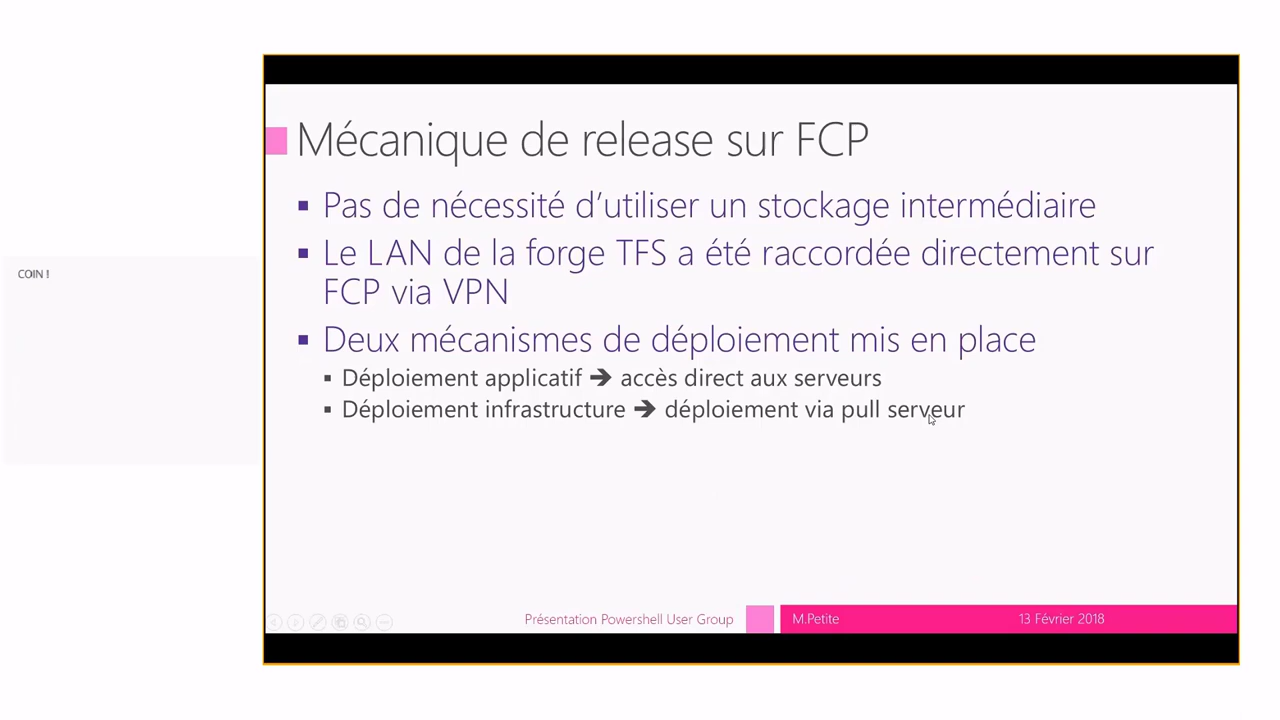 COIN !
Mécanique de release sur FCP
▪ Pas de nécessité d’utiliser un stockage intermédiaire
▪ Le LAN de la forge TFS a été raccordée directement sur
FCP via VPN
▪ Deux mécanismes de déploiement mis en place
▪ Déploiement applicatif ➔ accès direct aux serveurs
▪ Déploiement infrastructure ➔ déploiement via pull serveur
Présentation Powershell User Group
M.Petite
13 Février 2018